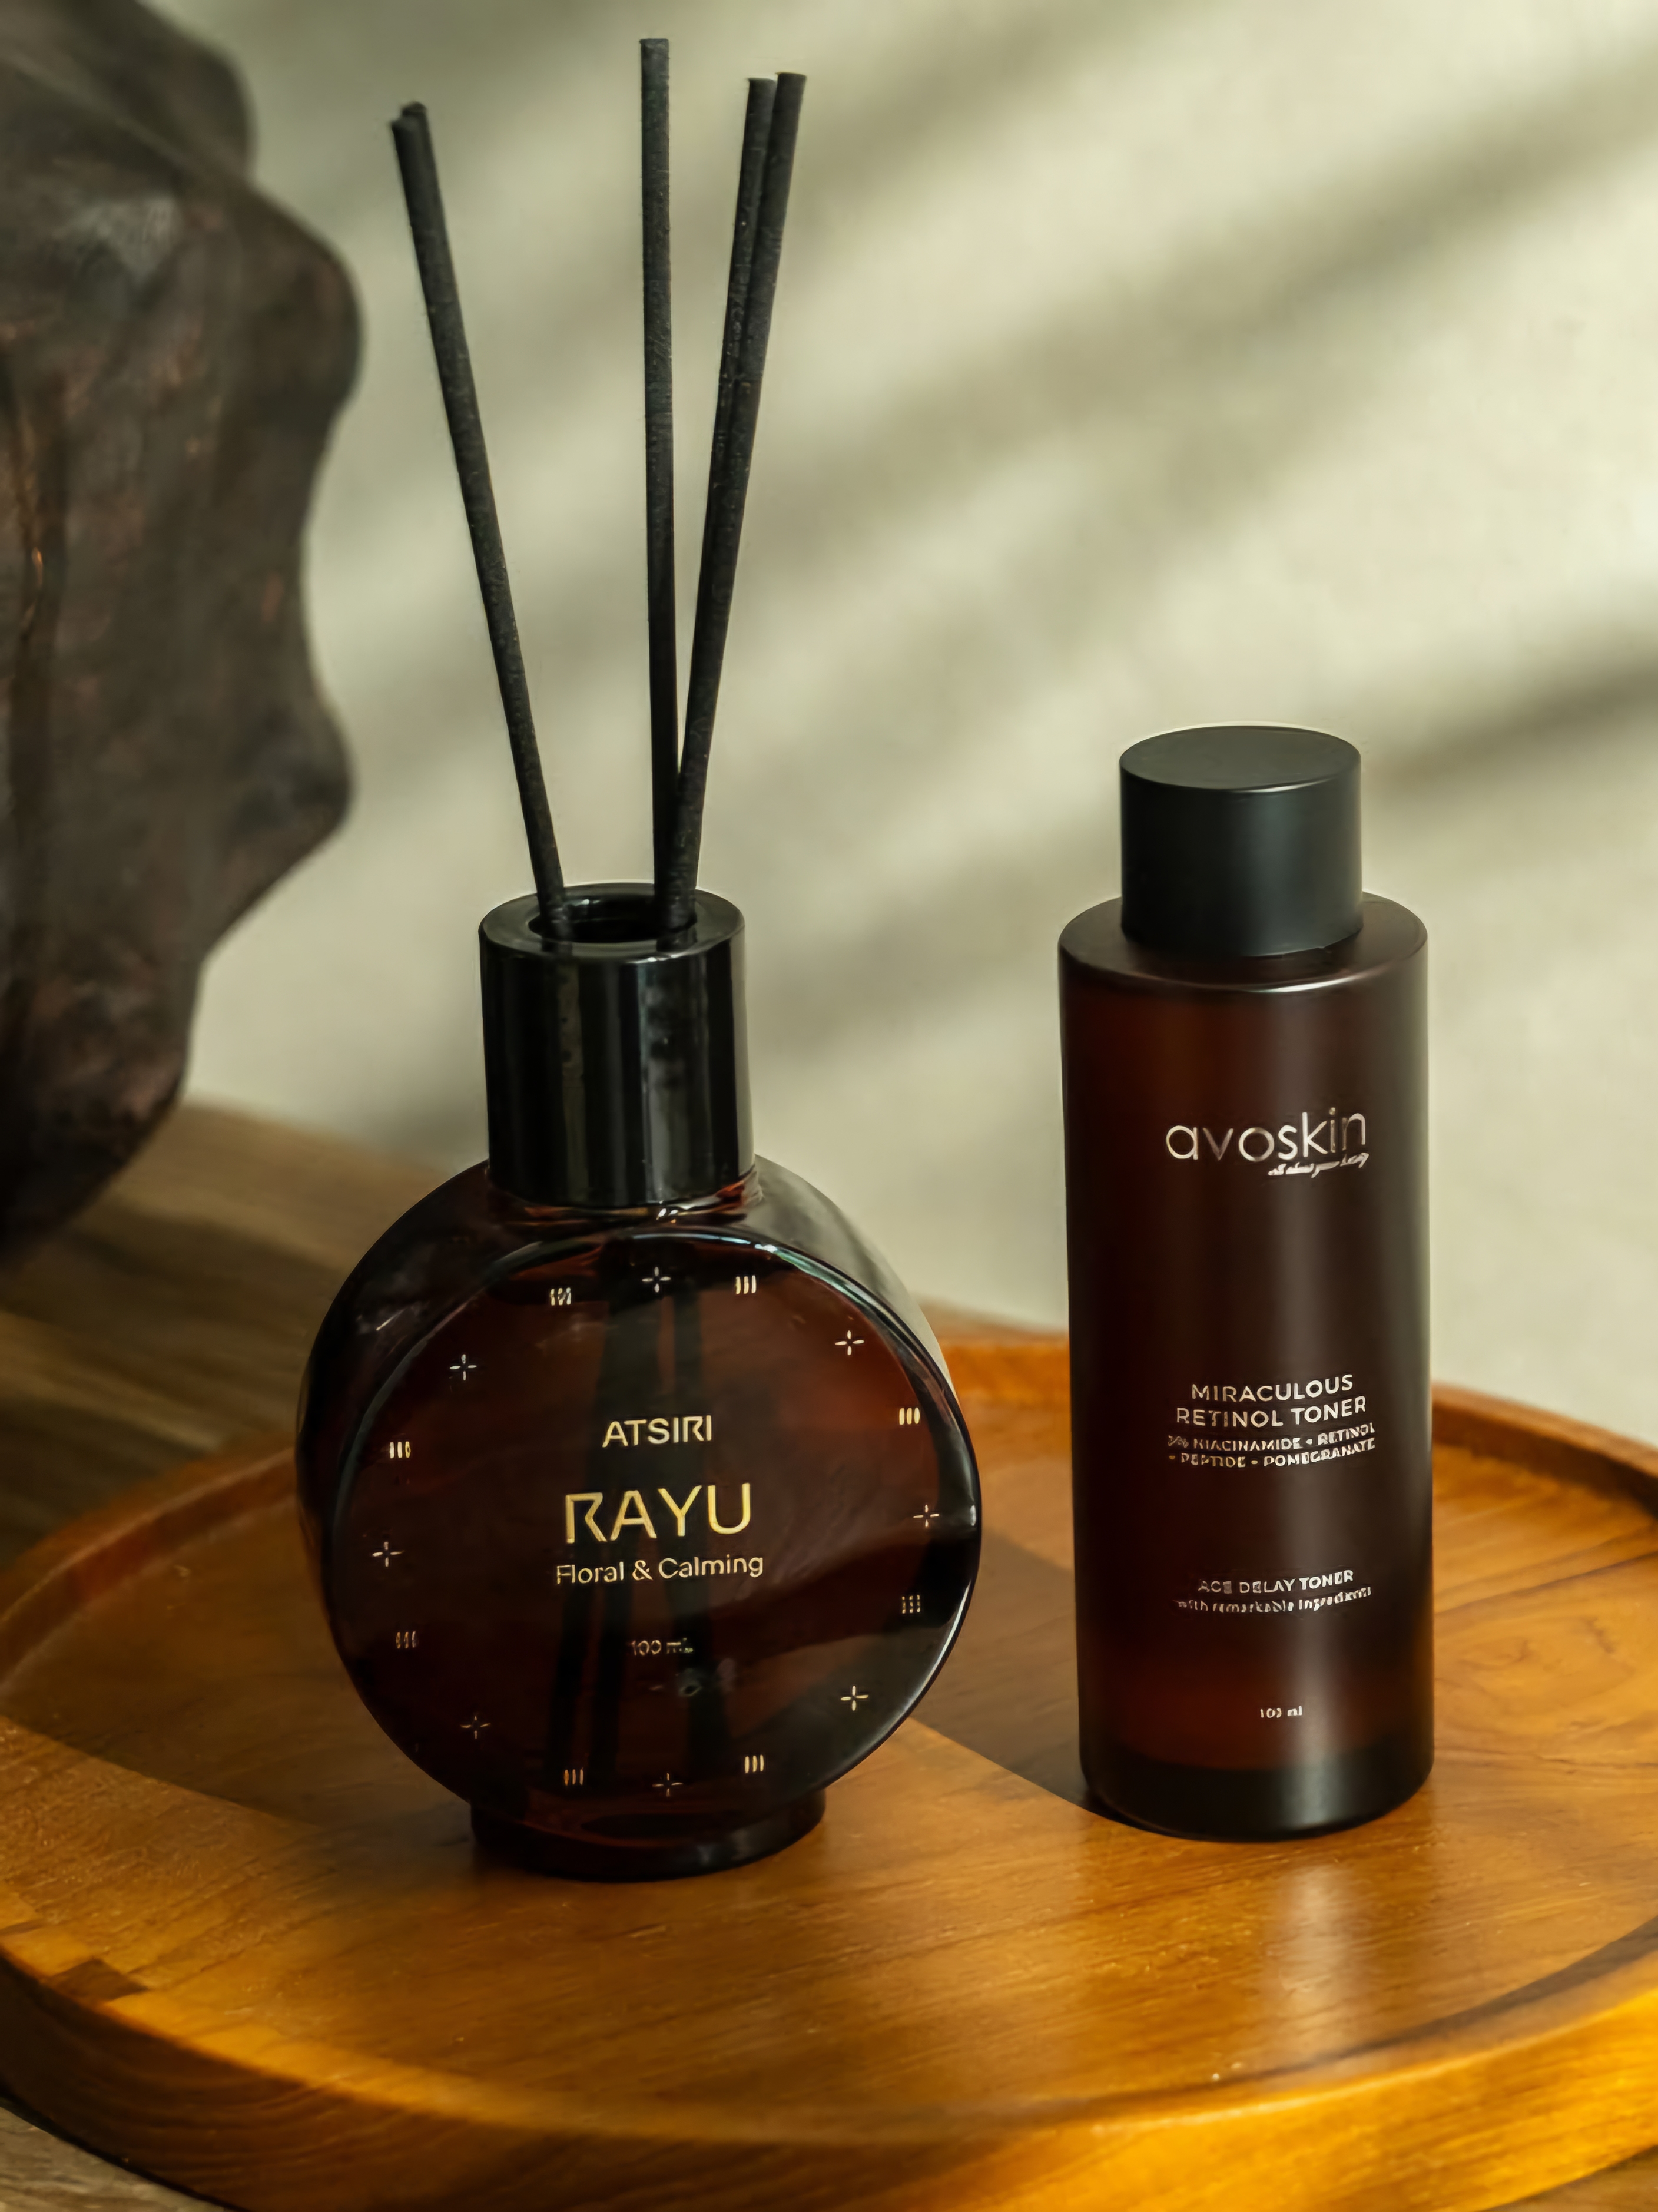 ATSIRI
RAYU
Floral & Calming
100 mL
avoskin
MIRACULOUS
RETINOL TONER
NIACINAMIDE • RETINOL
• PEPTIDE • POMEGRANATE
AGE DELAY TONER
with remarkable ingredients
100 ml